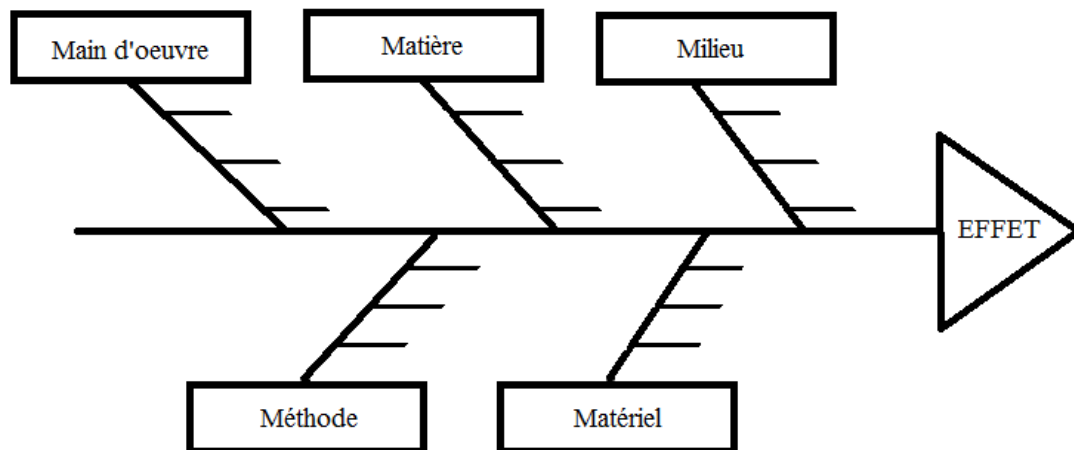 Main d'oeuvre
Matière
Milieu
EFFET
Méthode
Matériel